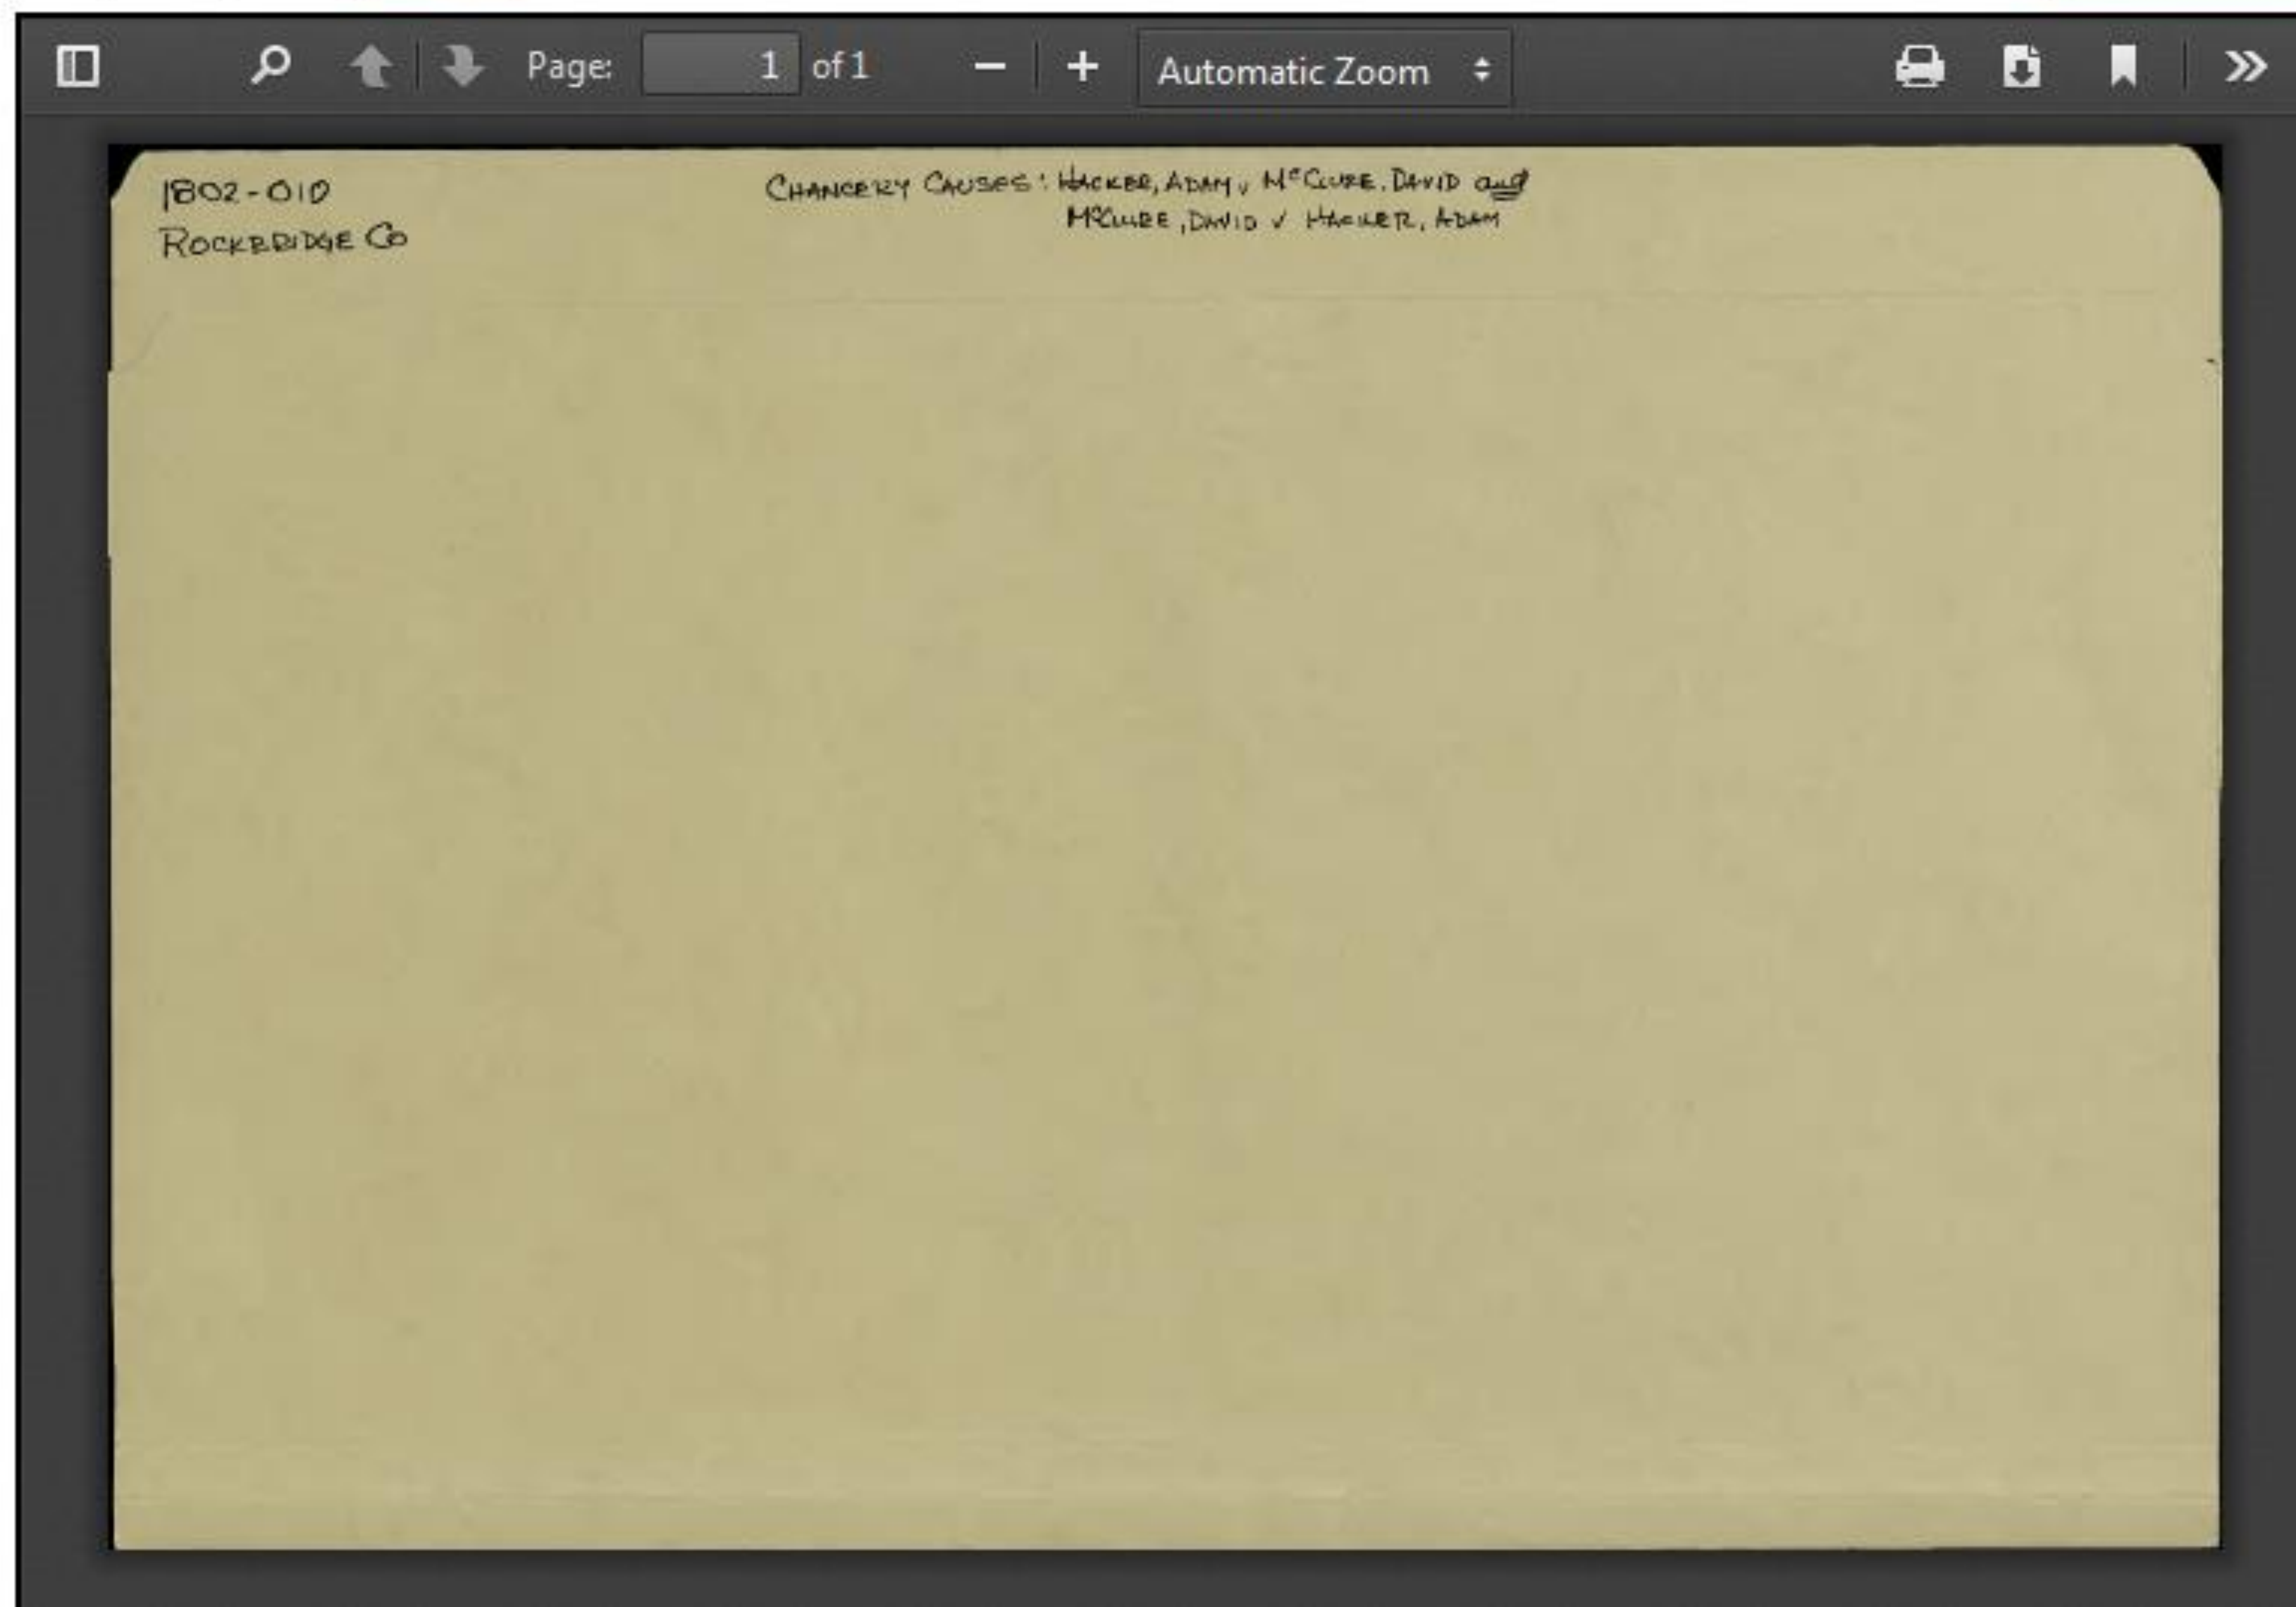 Page: 1 of 1 Automatic Zoom
1802-010
ROCKBRIDGE CO
CHANCERY CAUSES: HACKER, ADAM v McCLURE, DAVID and
McCLURE, DAVID v HACKER, ADAM